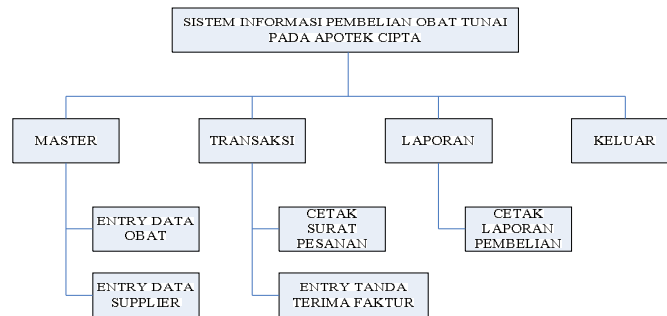 SISTEM INFORMASI PEMBELIAN OBAT TUNAI
PADA APOTEK CIPTA
MASTER
TRANSAKSI
LAPORAN
KELUAR
ENTRY DATA
OBAT
CETAK
SURAT
PESANAN
CETAK
LAPORAN
PEMBELIAN
ENTRY DATA
SUPPLIER
ENTRY TANDA
TERIMA FAKTUR